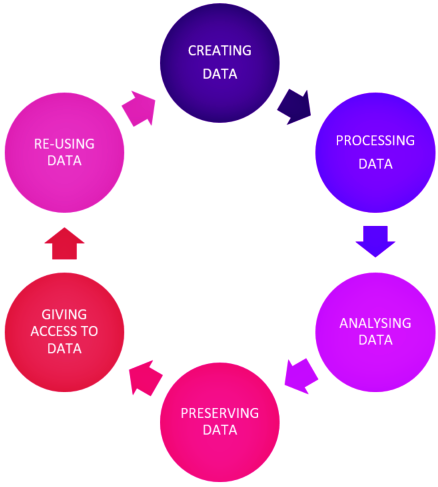 CREATING
DATA
PROCESSING
DATA
ANALYSING
DATA
PRESERVING
DATA
GIVING
ACCESS TO
DATA
RE-USING
DATA